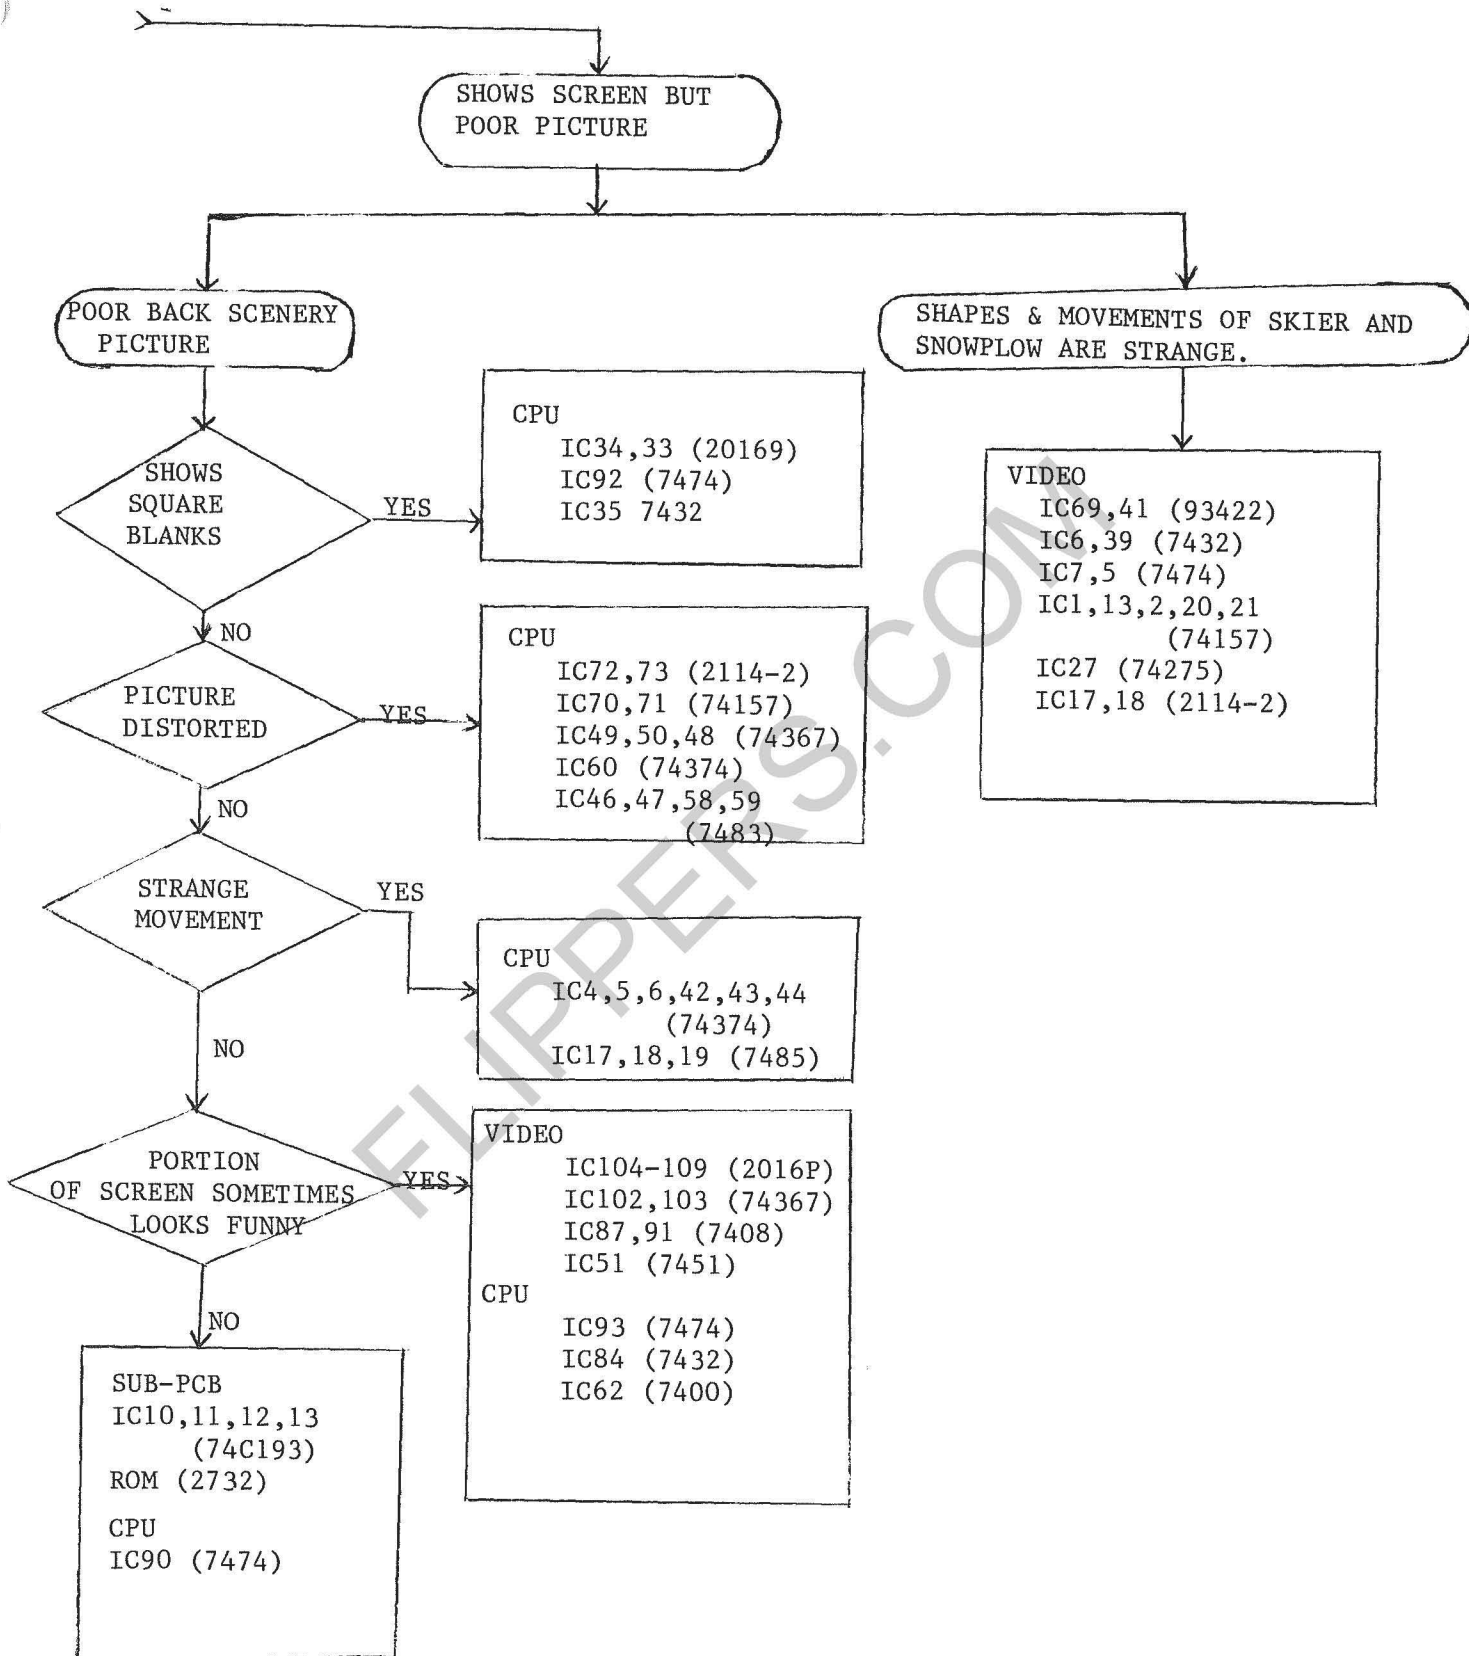 SHOWS SCREEN BUT
POOR PICTURE
POOR BACK SCENERY
PICTURE
SHAPES & MOVEMENTS OF SKIER AND
SNOWPLOW ARE STRANGE.
SHOWS
SQUARE
BLANKS
YES
CPU
IC34,33 (20169)
IC92 (7474)
IC35 7432
VIDEO
IC69,41 (93422)
IC6,39 (7432)
IC7,5 (7474)
IC1,13,2,20,21
(74157)
IC27 (74275)
IC17,18 (2114-2)
NO
PICTURE
DISTORTED
YES
CPU
IC72,73 (2114-2)
IC70,71 (74157)
IC49,50,48 (74367)
IC60 (74374)
IC46,47,58,59
(7483)
NO
STRANGE
MOVEMENT
YES
CPU
IC4,5,6,42,43,44
(74374)
IC17,18,19 (7485)
NO
PORTION
OF SCREEN SOMETIMES
LOOKS FUNNY
YES
VIDEO
IC104-109 (2016P)
IC102,103 (74367)
IC87,91 (7408)
IC51 (7451)
CPU
IC93 (7474)
IC84 (7432)
IC62 (7400)
NO
SUB-PCB
IC10,11,12,13
(74C193)
ROM (2732)
CPU
IC90 (7474)
FLIPPERS.COM